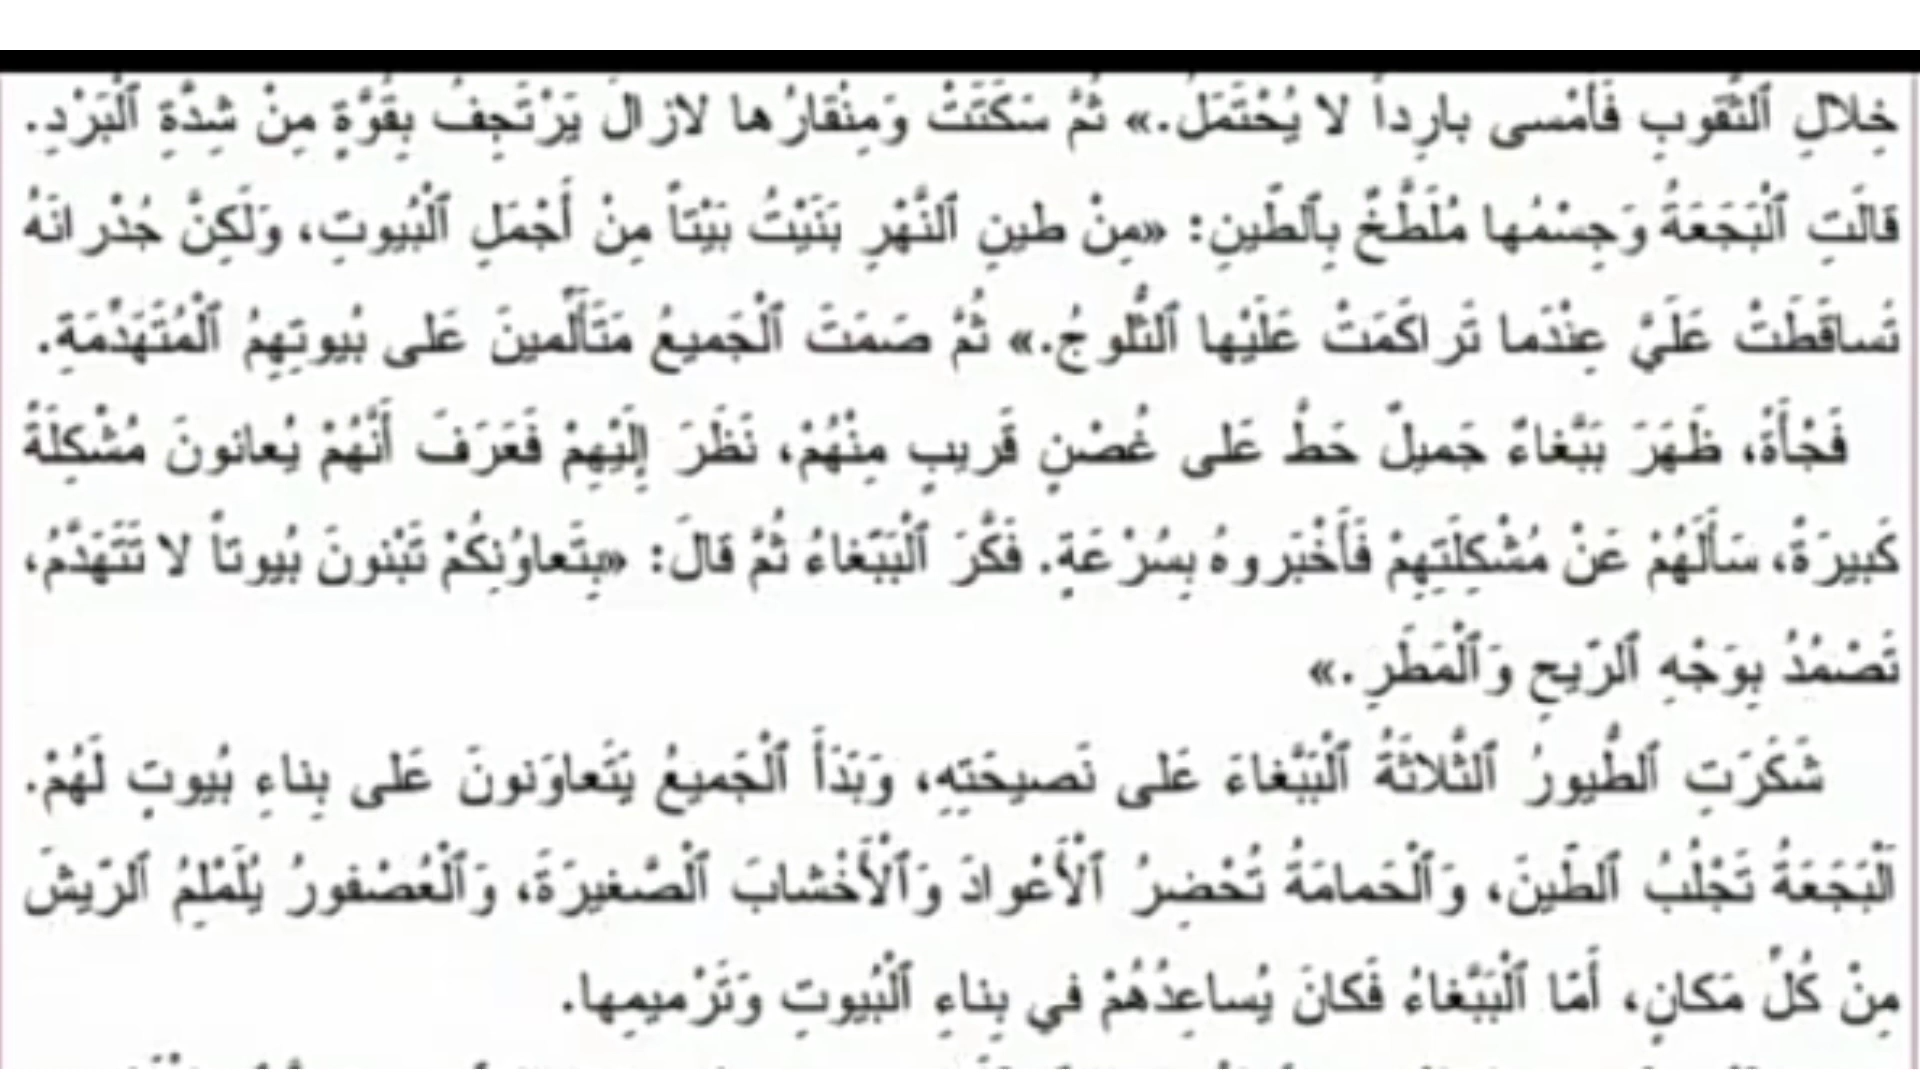 خِلالِ ٱلثُّقوبِ فَأَمْسى بارِداً لا يُحْتَمَلُ.» ثُمَّ سَكَتَتْ وَمِنْقارُها لازالَ يَرْتَجِفُ بِقُوَّةٍ مِنْ شِدَّةِ ٱلْبَرْدِ.
قالَتِ ٱلْبَجَعَةُ وَجِسْمُها مُلَطَّخٌ بِٱلطّينِ: «مِنْ طينِ ٱلنَّهْرِ بَنَيْتُ بَيْتاً مِنْ أَجْمَلِ ٱلْبُيوتِ، وَلَكِنَّ جُدْرانَهُ
تَساقَطَتْ عَلَيَّ عِنْدَما تَراكَمَتْ عَلَيْها ٱلثُّلوجُ.» ثُمَّ صَمَتَ ٱلْجَميعُ مَتَأَلِّمينَ عَلى بُيوتِهِمُ ٱلْمُتَهَدِّمَةِ.
فَجْأَةً، ظَهَرَ بَبَّغاءٌ جَميلٌ حَطَّ عَلى غُصْنٍ قَريبٍ مِنْهُمْ، نَظَرَ إِلَيْهِمْ فَعَرَفَ أَنَّهُمْ يُعانونَ مُشْكِلَةً
كَبيرَةً، سَأَلَهُمْ عَنْ مُشْكِلَتِهِمْ فَأَخْبَروهُ بِسُرْعَةٍ. فَكَّرَ ٱلْبَبَّغاءُ ثُمَّ قالَ: «بِتَعاوُنِكُمْ تَبْنونَ بُيوتاً لا تَتَهَدَّمُ،
تَصْمُدُ بِوَجْهِ ٱلرّيحِ وَٱلْمَطَرِ.»
شَكَرَتِ ٱلطُّيورُ ٱلثَّلاثَةُ ٱلْبَبَّغاءَ عَلى نَصيحَتِهِ، وَبَدَأَ ٱلْجَميعُ يَتَعاوَنونَ عَلى بِناءِ بُيوتٍ لَهُمْ.
ٱلْبَجَعَةُ تَجْلُبُ ٱلطّينَ، وَٱلْحَمامَةُ تُحْضِرُ ٱلْأَعْوادَ وَٱلْأَخْشابَ ٱلْصَّغيرَةَ، وَٱلْعُصْفورُ يُلَمْلِمُ ٱلرّيشَ
مِنْ كُلِّ مَكانٍ، أَمّا ٱلْبَبَّغاءُ فَكانَ يُساعِدُهُمْ في بِناءِ ٱلْبُيوتِ وَتَرْميمِها.